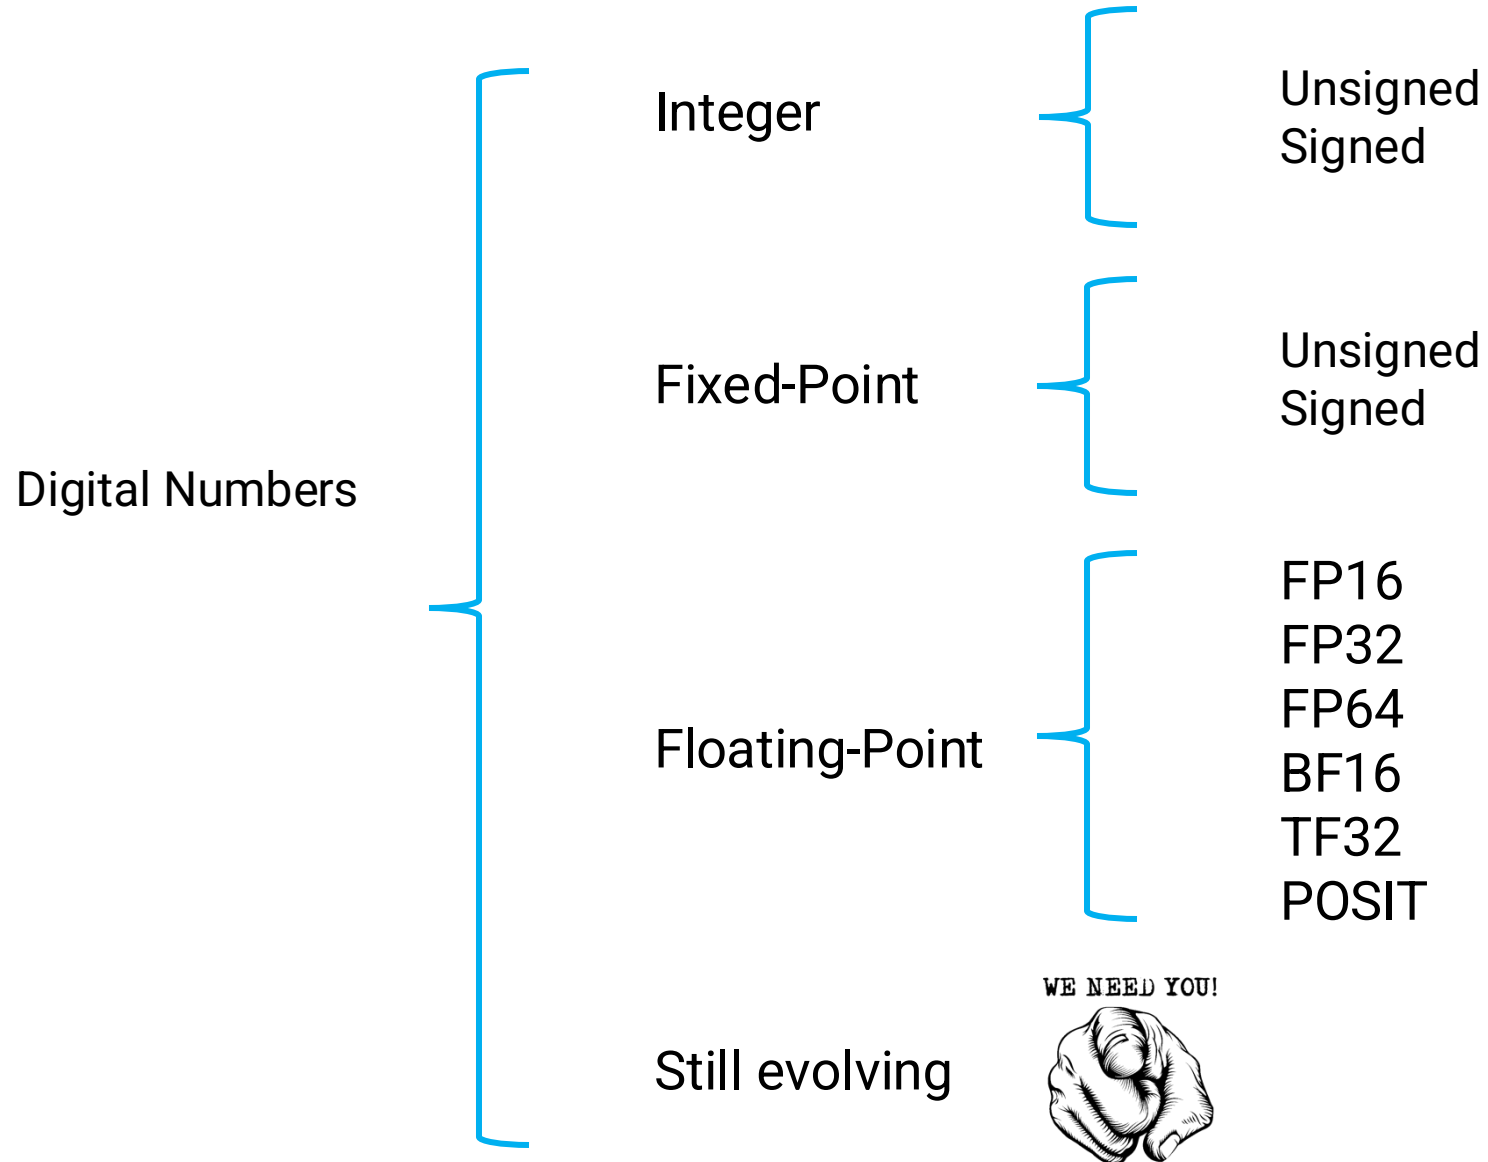 Digital Numbers
Integer
Unsigned
Signed
Fixed-Point
Unsigned
Signed
Floating-Point
FP16
FP32
FP64
BF16
TF32
POSIT
Still evolving
WE NEED YOU!